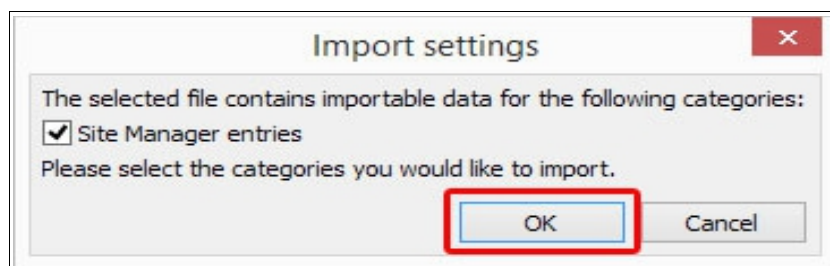 Import settings
The selected file contains importable data for the following categories:
Site Manager entries
Please select the categories you would like to import.
OK Cancel